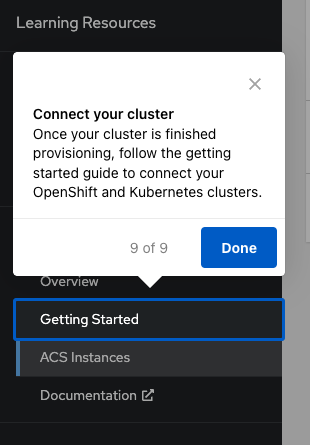 Learning Resources
Connect your cluster
Once your cluster is finished
provisioning, follow the getting
started guide to connect your
OpenShift and Kubernetes clusters.
9 of 9
Done
Overview
Getting Started
ACS Instances
Documentation